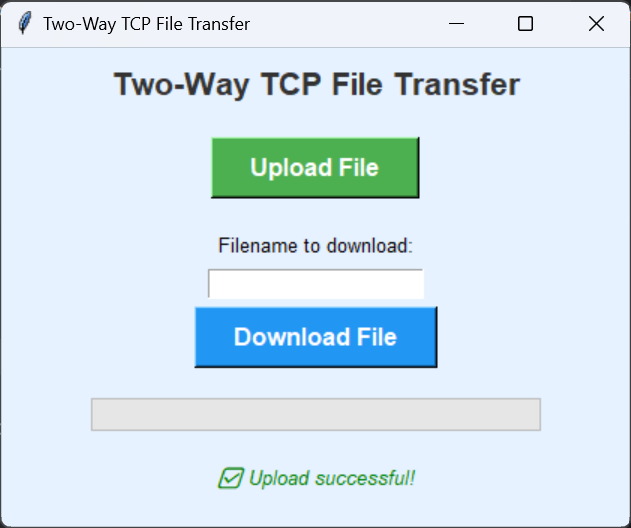 Two-Way TCP File Transfer
Two-Way TCP File Transfer
Upload File
Filename to download:
Download File
Upload successful!